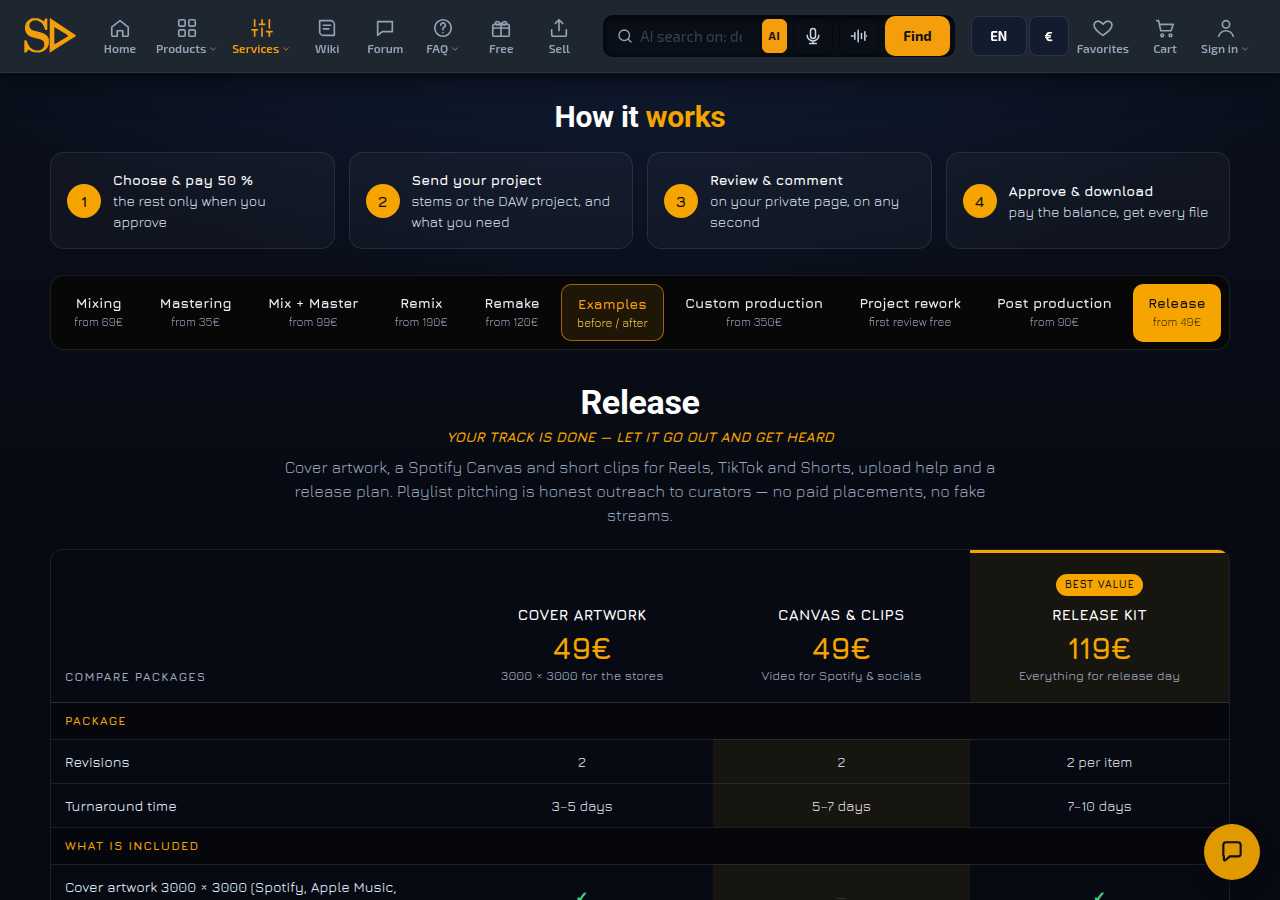 SD
Home
Products
Services
Wiki
Forum
FAQ
Free
Sell
AI search on: de
AI
Find
EN
€
Favorites
Cart
Sign in
How it works
1
Choose & pay 50 %
the rest only when you
approve
2
Send your project
stems or the DAW project, and
what you need
3
Review & comment
on your private page, on any
second
4
Approve & download
pay the balance, get every file
Mixing
from 69€
Mastering
from 35€
Mix + Master
from 99€
Remix
from 190€
Remake
from 120€
Examples
before / after
Custom production
from 350€
Project rework
first review free
Post production
from 90€
Release
from 49€
Release
YOUR TRACK IS DONE — LET IT GO OUT AND GET HEARD
Cover artwork, a Spotify Canvas and short clips for Reels, TikTok and Shorts, upload help and a
release plan. Playlist pitching is honest outreach to curators — no paid placements, no fake
streams.
COMPARE PACKAGES
COVER ARTWORK
49€
3000 × 3000 for the stores
CANVAS & CLIPS
49€
Video for Spotify & socials
BEST VALUE
RELEASE KIT
119€
Everything for release day
PACKAGE
Revisions 2 2 2 per item
Turnaround time 3–5 days 5–7 days 7–10 days
WHAT IS INCLUDED
Cover artwork 3000 × 3000 (Spotify, Apple Music,